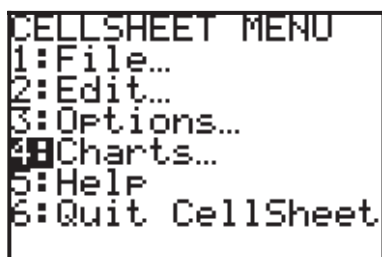 CELLSHEET MENU
1:File…
2:Edit…
3:Options…
4:Charts…
5:Help
6:Quit CellSheet